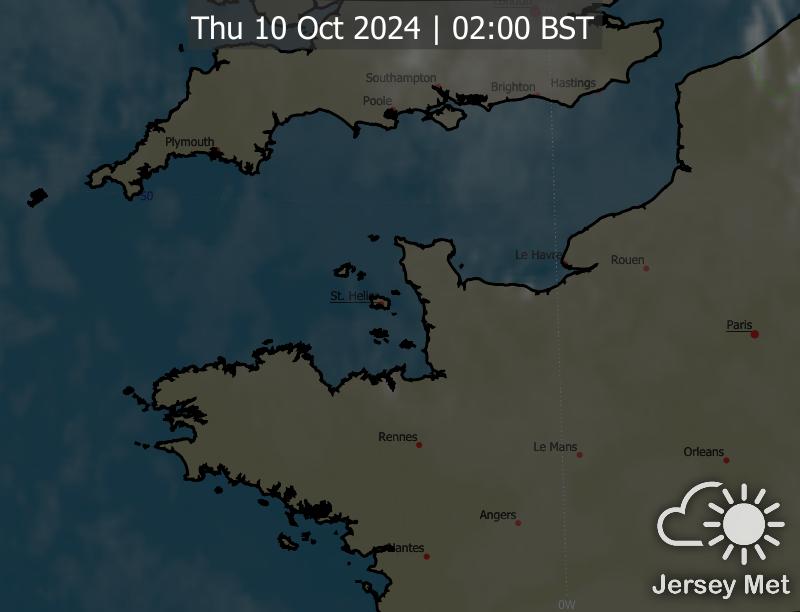 London
Thu 10 Oct 2024 | 02:00 BST
Southampton
Brighton
Hastings
Poole
Plymouth
50
Le Havre
Rouen
St. Helier
Paris
Rennes
Le Mans
Orleans
Angers
Nantes
Jersey Met
0W